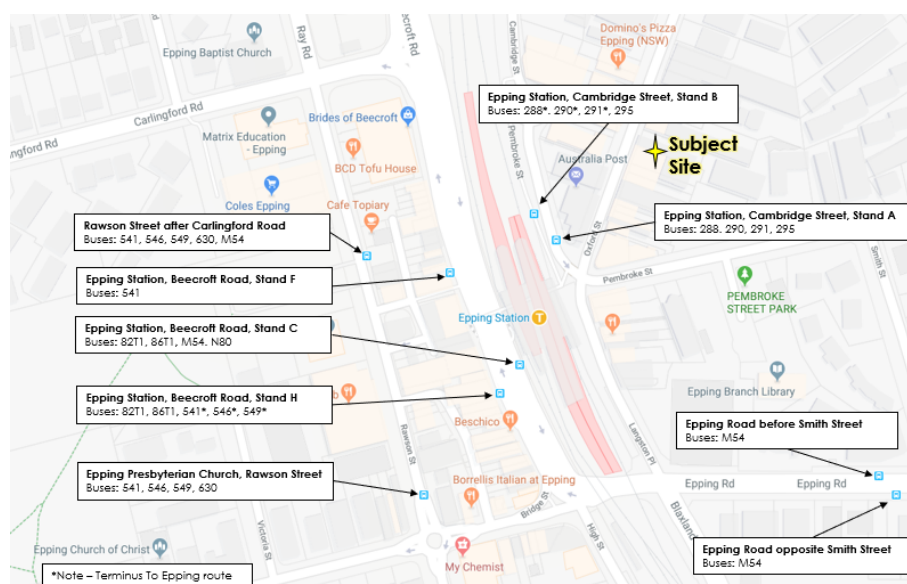 Domino's Pizza
Epping (NSW)
Epping Baptist Church
Ray Rd
Cambridge St
Carlingford Rd
Epping Station, Cambridge Street, Stand B
Buses: 288*. 290*, 291*, 295
Brides of Beecroft
Matrix Education
- Epping
Pembroke St
Subject
Site
BCD Tofu House
Australia Post
Coles Epping
Cafe Topiary
Rawson Street after Carlingford Road
Buses: 541, 546, 549, 630, M54
Epping Station, Cambridge Street, Stand A
Buses: 288. 290, 291, 295
Oxford St
Smith St
Epping Station, Beecroft Road, Stand F
Buses: 541
Pembroke St
PEMBROKE
STREET PARK
Epping Station
Epping Station, Beecroft Road, Stand C
Buses: 82T1, 86T1, M54. N80
Epping Branch Library
Epping Station, Beecroft Road, Stand H
Buses: 82T1, 86T1, 541*, 546*, 549*
Beschico
Epping Road before Smith Street
Buses: M54
Rawson St
Langston Pl
Epping Presbyterian Church, Rawson Street
Buses: 541, 546, 549, 630
Borrellis Italian at Epping
Epping Rd
Epping Rd
Bridge St
Victoria St
High St
Blaxland
Epping Church of Christ
My Chemist
Epping Road opposite Smith Street
Buses: M54
*Note – Terminus To Epping route